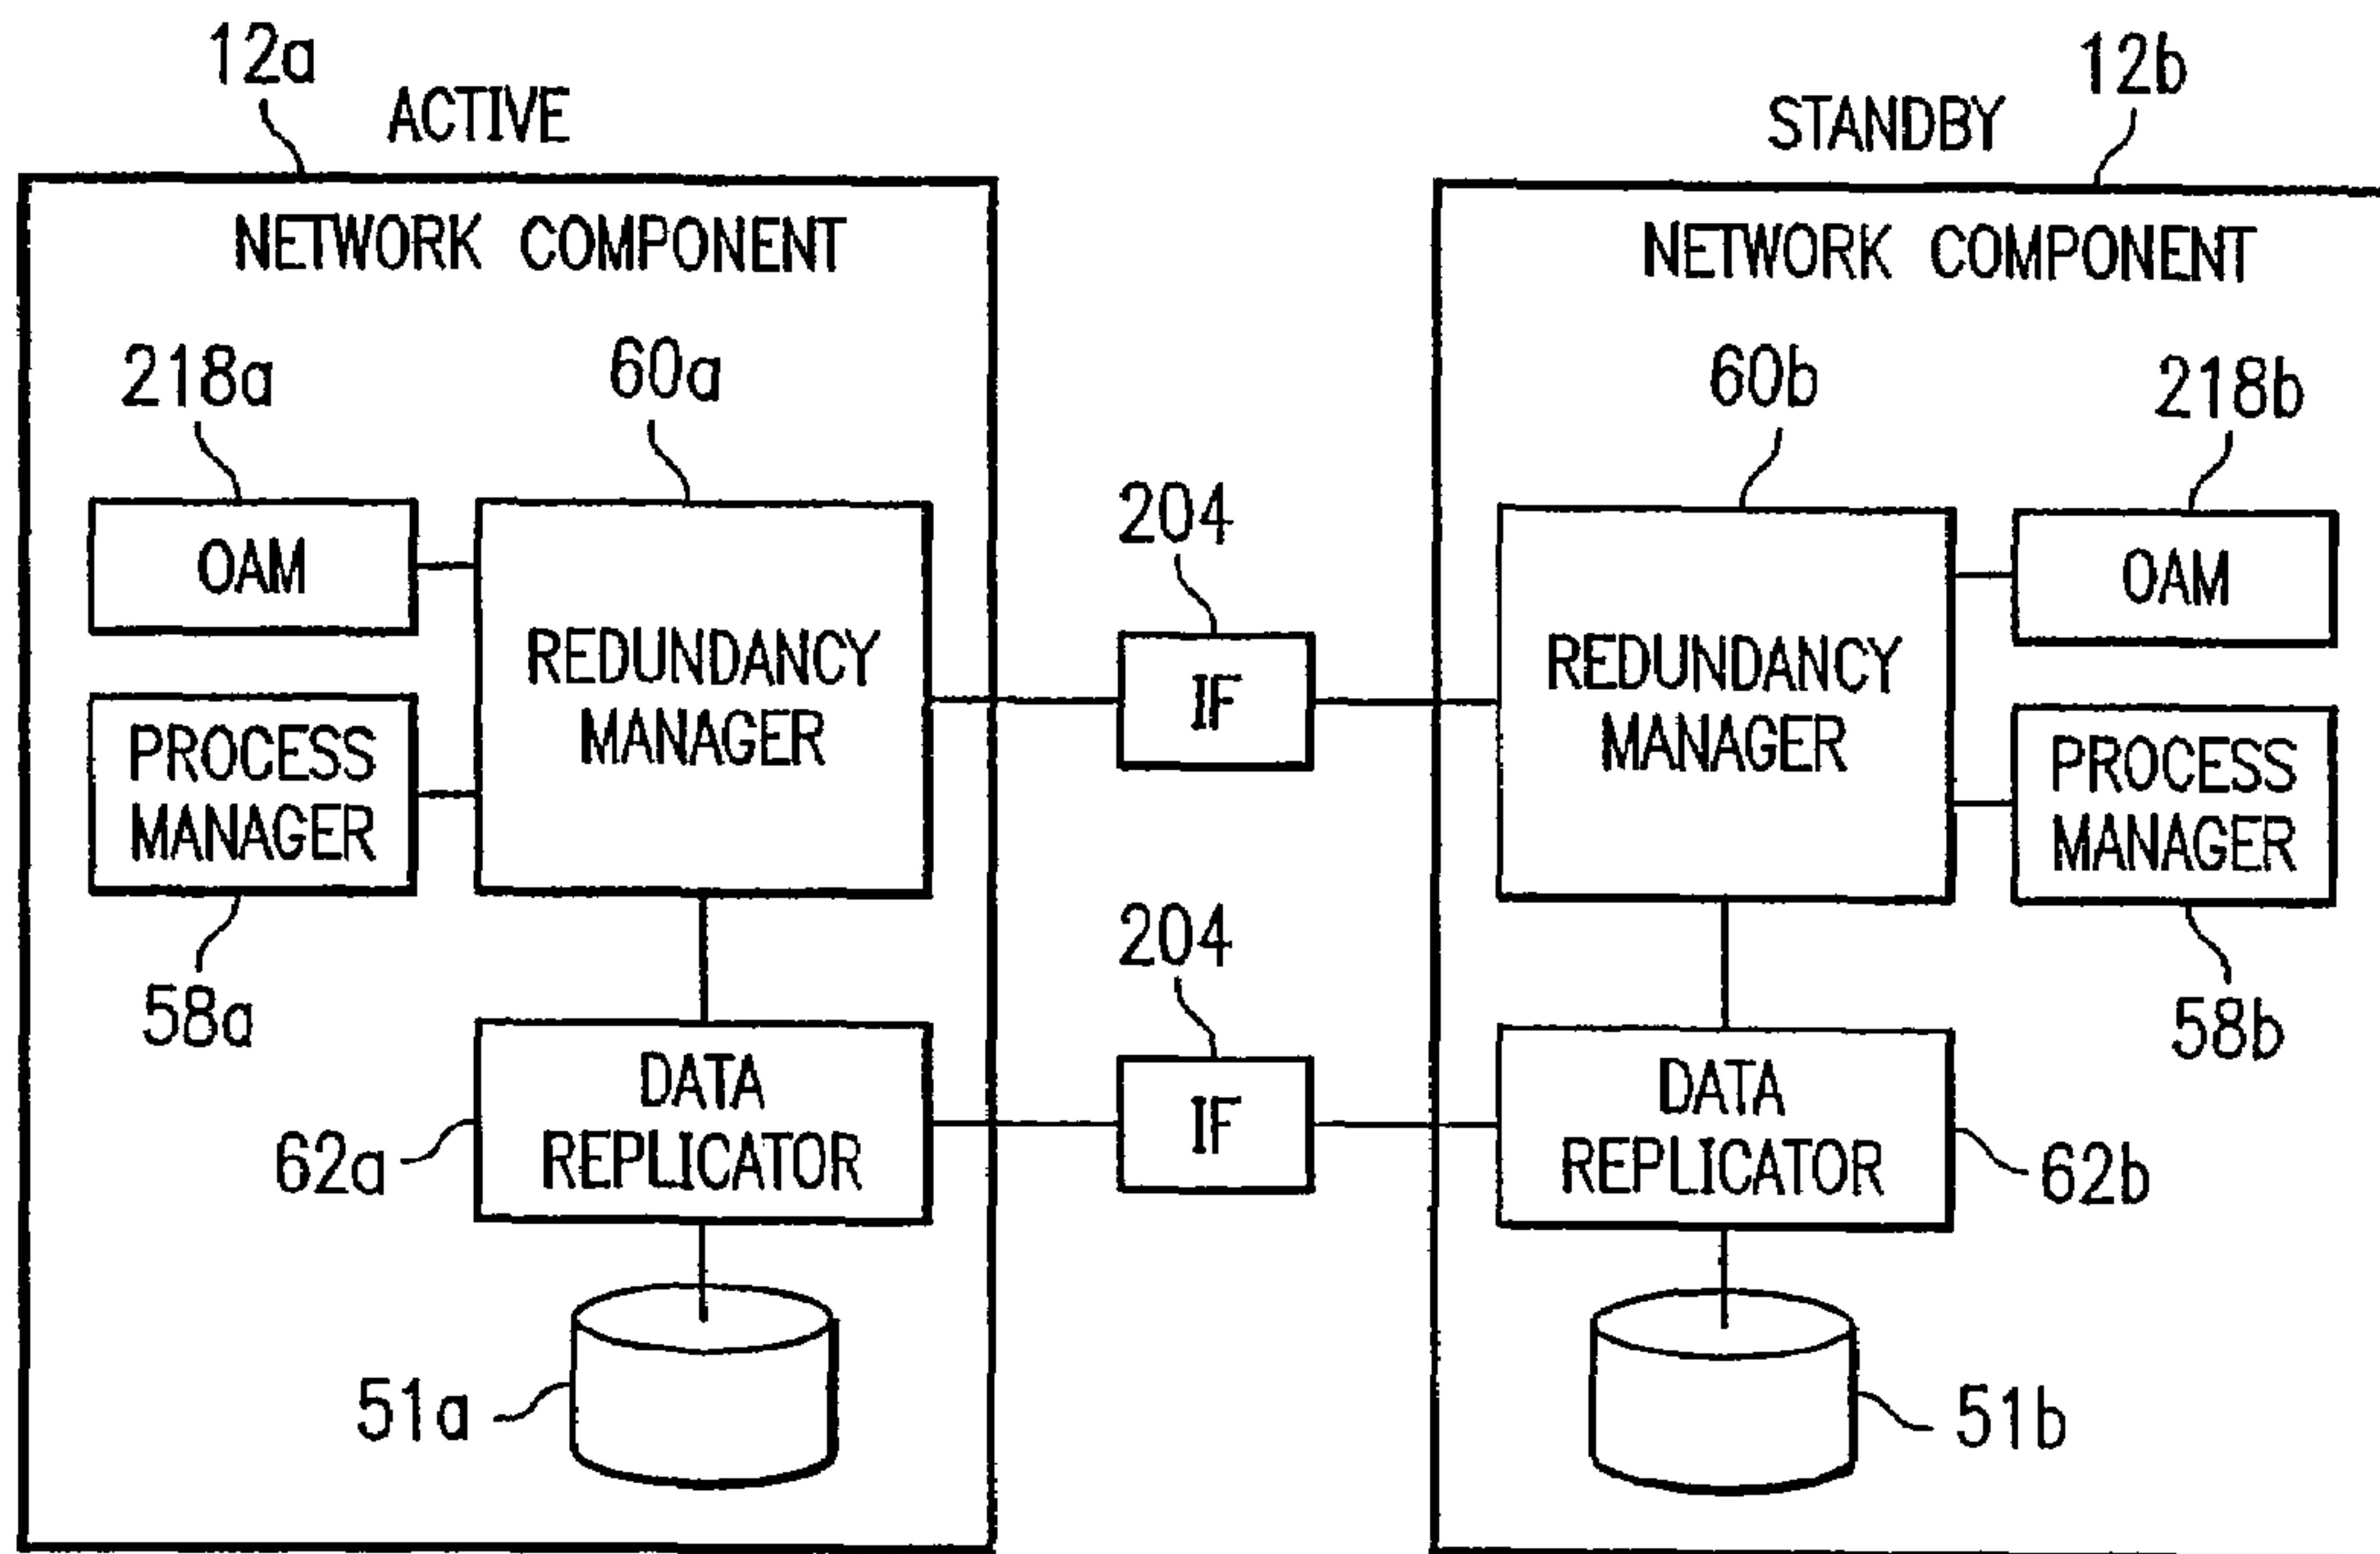 12a
ACTIVE
NETWORK COMPONENT
218a
60a
OAM
REDUNDANCY
MANAGER
PROCESS
MANAGER
58a
DATA
REPLICATOR
62a
51a
204
IF
204
IF
12b
STANDBY
NETWORK COMPONENT
60b
218b
REDUNDANCY
MANAGER
OAM
PROCESS
MANAGER
58b
DATA
REPLICATOR
62b
51b